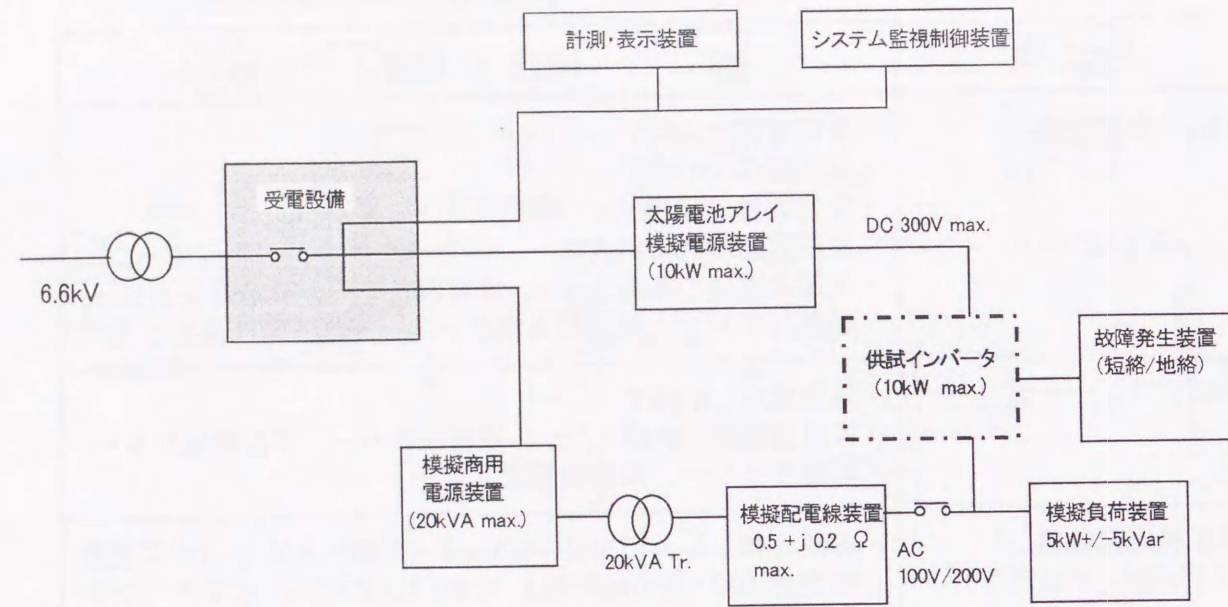 計測・表示装置
システム監視制御装置
受電設備
6.6kV
太陽電池アレイ
模擬電源装置
(10kW max.)
DC 300V max.
供試インバータ
(10kW max.)
故障発生装置
(短絡/地絡)
模擬商用
電源装置
(20kVA max.)
20kVA Tr.
模擬配電線装置
0.5 + j 0.2 Ω
max.
AC
100V/200V
模擬負荷装置
5kW+/-5kVar